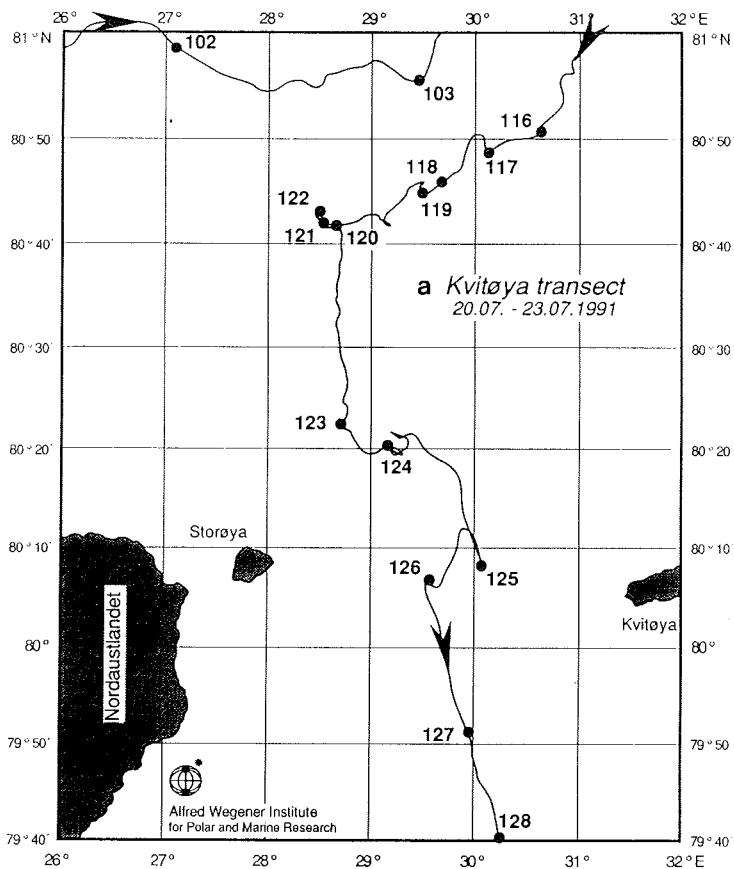 26° 27° 28° 29° 30° 31° 32° E
81° N 81° N
102
103
116
80° 50' 80° 50'
117
118
119
122
121 120
80° 40' 80° 40'
a Kvitøya transect
20.07. - 23.07.1991
80° 30' 80° 30'
123
80° 20' 80° 20'
124
Storøya
80° 10' 80° 10'
126 125
Kvitøya
Nordaustlandet
80° 80°
127
79° 50' 79° 50'
Alfred Wegener Institute
for Polar and Marine Research
128
79° 40' 79° 40'
26° 27° 28° 29° 30° 31° 32°